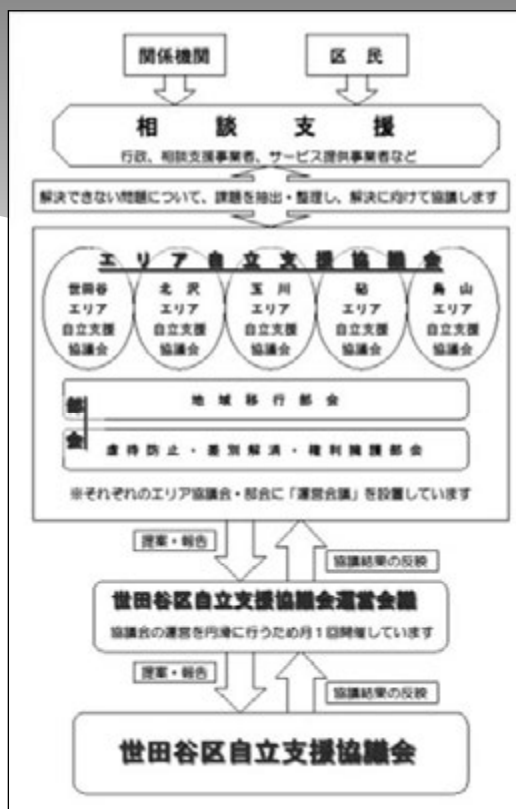 関係機関
区民
相談支援
行政、相談支援事業者、サービス提供事業者など
解決できない問題について、課題を抽出・整理し、解決に向けて協議します
エリア自立支援協議会
世田谷
エリア
自立支援
協議会
北沢
エリア
自立支援
協議会
玉川
エリア
自立支援
協議会
砧
エリア
自立支援
協議会
烏山
エリア
自立支援
協議会
部会
地域移行部会
虐待防止・差別解消・権利擁護部会
※それぞれのエリア協議会・部会に「運営会議」を設置しています
提案・報告
協議結果の反映
世田谷区自立支援協議会運営会議
協議会の運営を円滑に行うため月1回開催しています
提案・報告
協議結果の反映
世田谷区自立支援協議会